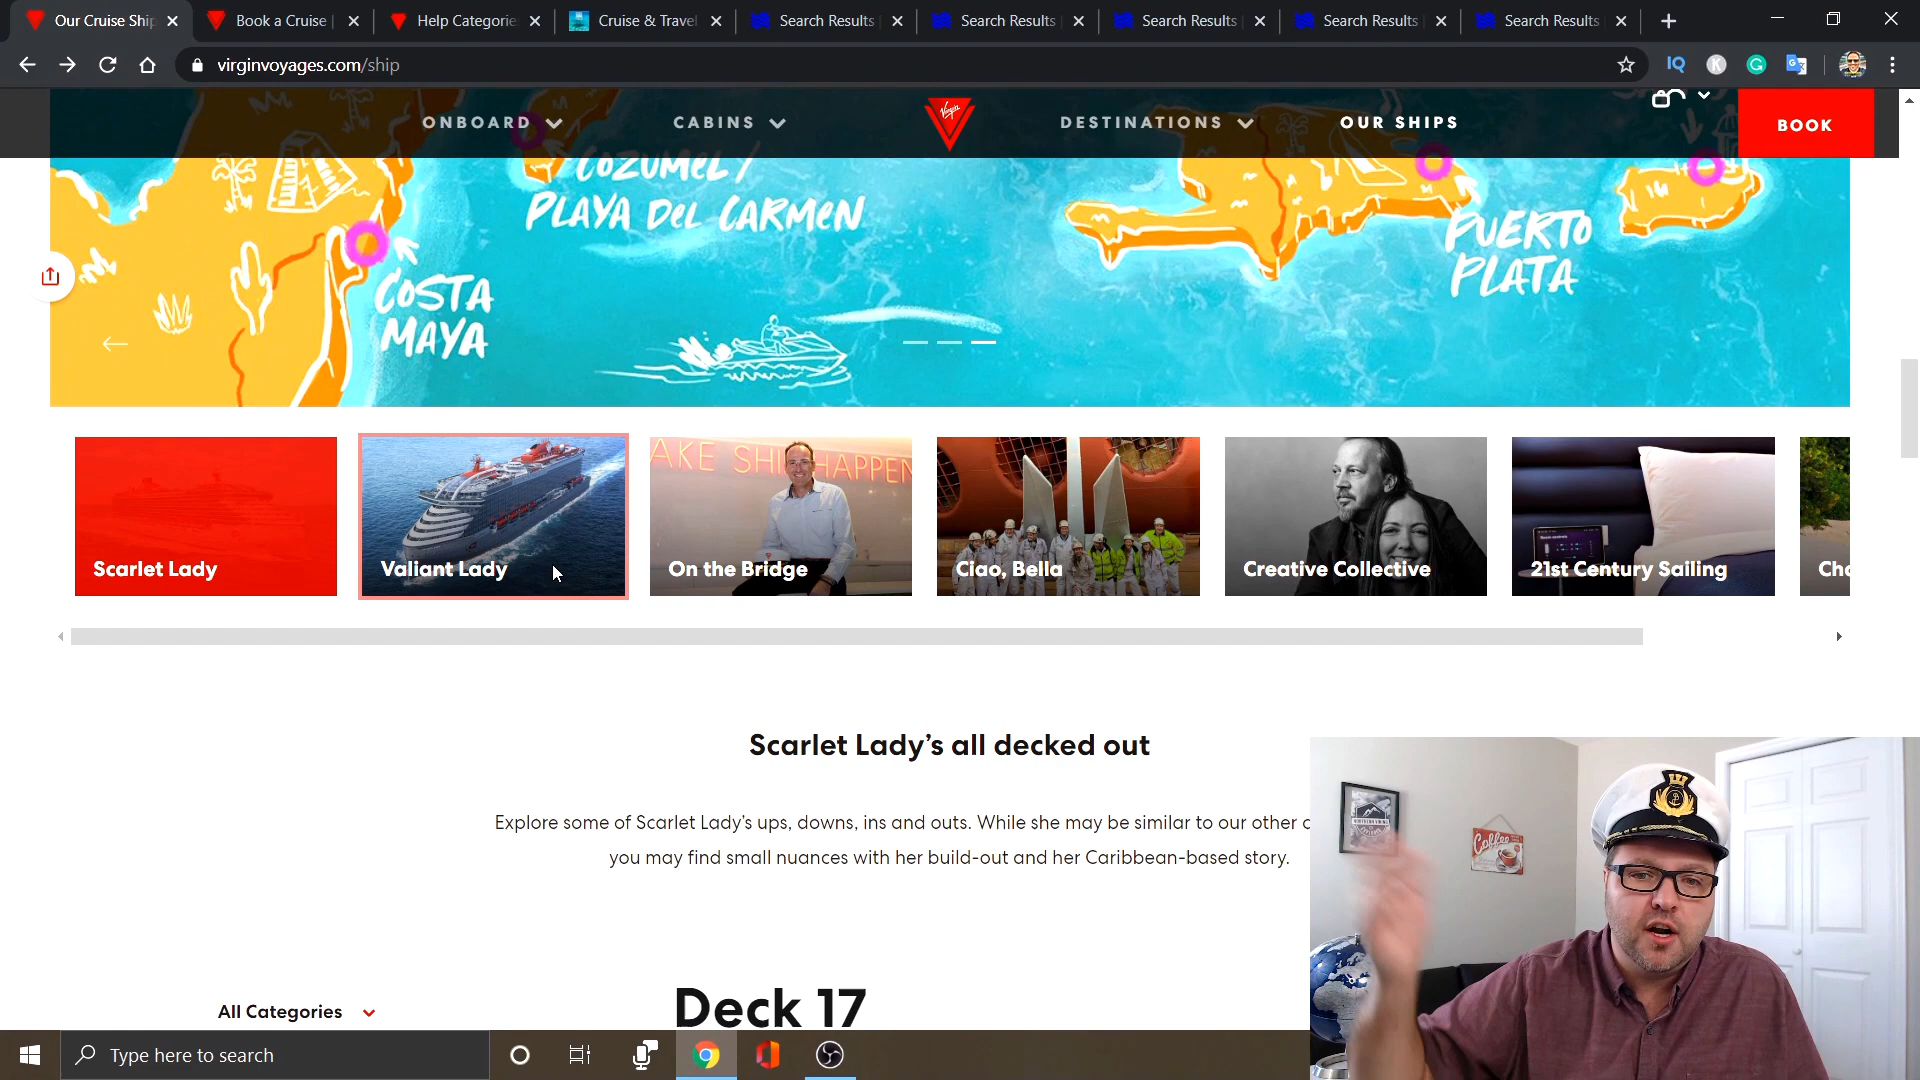 Our Cruise Ship
Book a Cruise |
Help Categorie
Cruise & Travel
Search Results |
Search Results |
Search Results |
Search Results |
Search Results |
virginvoyages.com/ship
IQ
K
ONBOARD
CABINS
Virgin
DESTINATIONS
OUR SHIPS
BOOK
COZUMEL /
PLAYA DEL CARMEN
PUERTO
PLATA
COSTA
MAYA
AKE SHIP HAPPEN
Scarlet Lady
Valiant Lady
On the Bridge
Ciao, Bella
Creative Collective
21st Century Sailing
Scarlet Lady’s all decked out
Explore some of Scarlet Lady’s ups, downs, ins and outs. While she may be similar to our other
you may find small nuances with her build-out and her Caribbean-based story.
Coffee
All Categories
Deck 17
Type here to search